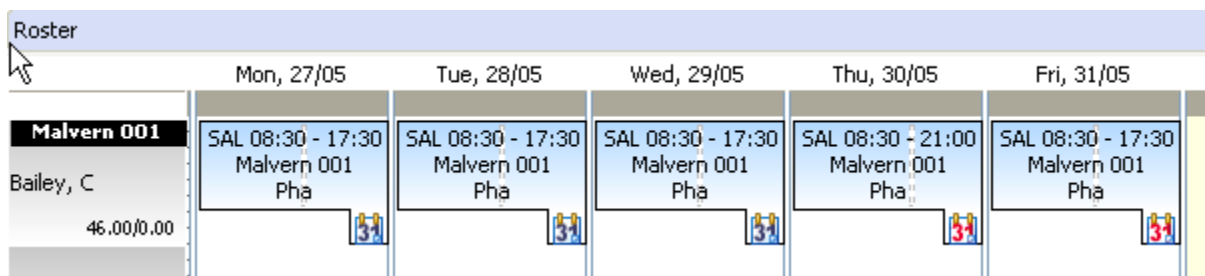 Roster
Mon, 27/05 Tue, 28/05 Wed, 29/05 Thu, 30/05 Fri, 31/05
Malvern 001 SAL 08:30 - 17:30 SAL 08:30 - 17:30 SAL 08:30 - 17:30 SAL 08:30 - 21:00 SAL 08:30 - 17:30
Malvern 001 Malvern 001 Malvern 001 Malvern 001 Malvern 001
Bailey, C Pha Pha Pha Pha Pha
46.00/0.00 31 31 31 31 31